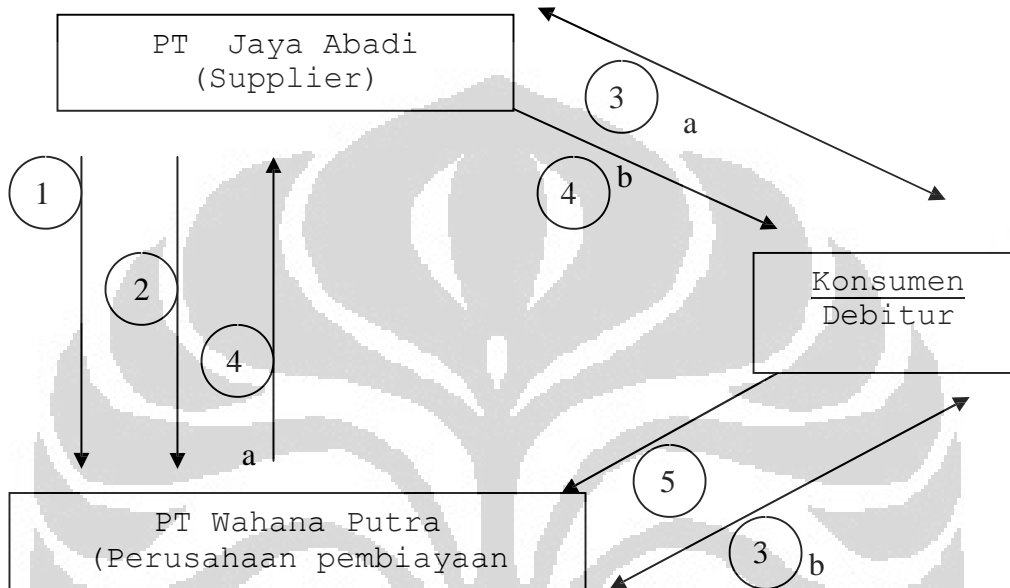 PT Jaya Abadi
(Supplier)
3
a
1
4
b
2
Konsumen
Debitur
4
a
5
PT Wahana Putra
(Perusahaan pembiayaan
3
b